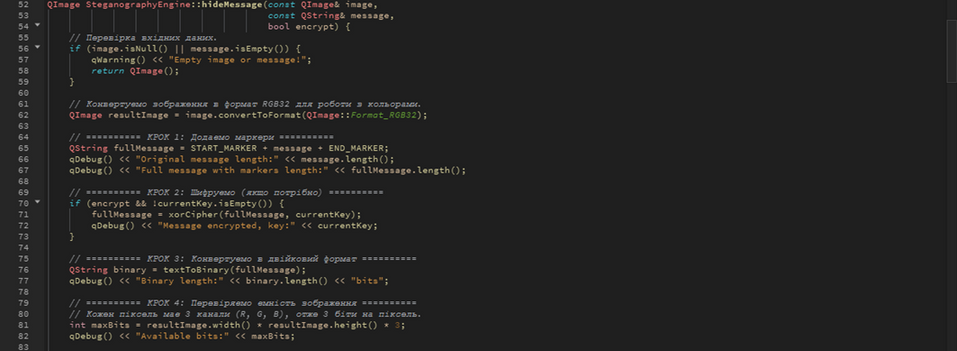 52 QImage SteganographyEngine::hideMessage(const QImage& image,
53 const QString& message,
54 bool encrypt) {
55 // Перевірка вхідних даних.
56 if (image.isNull() || message.isEmpty()) {
57 qWarning() << "Empty image or message!";
58 return QImage();
59 }
60
61 // Конвертуємо зображення в формат RGB32 для роботи з кольорами.
62 QImage resultImage = image.convertToFormat(QImage::Format_RGB32);
63
64 // ========== КРОК 1: Додаємо маркери ==========
65 QString fullMessage = START_MARKER + message + END_MARKER;
66 qDebug() << "Original message length:" << message.length();
67 qDebug() << "Full message with markers length:" << fullMessage.length();
68
69 // ========== КРОК 2: Шифруємо (якщо потрібно) ==========
70 if (encrypt && !currentKey.isEmpty()) {
71 fullMessage = xorCipher(fullMessage, currentKey);
72 qDebug() << "Message encrypted, key:" << currentKey;
73 }
74
75 // ========== КРОК 3: Конвертуємо в двійковий формат ==========
76 QString binary = textToBinary(fullMessage);
77 qDebug() << "Binary length:" << binary.length() << "bits";
78
79 // ========== КРОК 4: Перевіряємо ємність зображення ==========
80 // Кожен піксель має 3 канали (R, G, B), отже 3 біти на піксель.
81 int maxBits = resultImage.width() * resultImage.height() * 3;
82 qDebug() << "Available bits:" << maxBits;
83